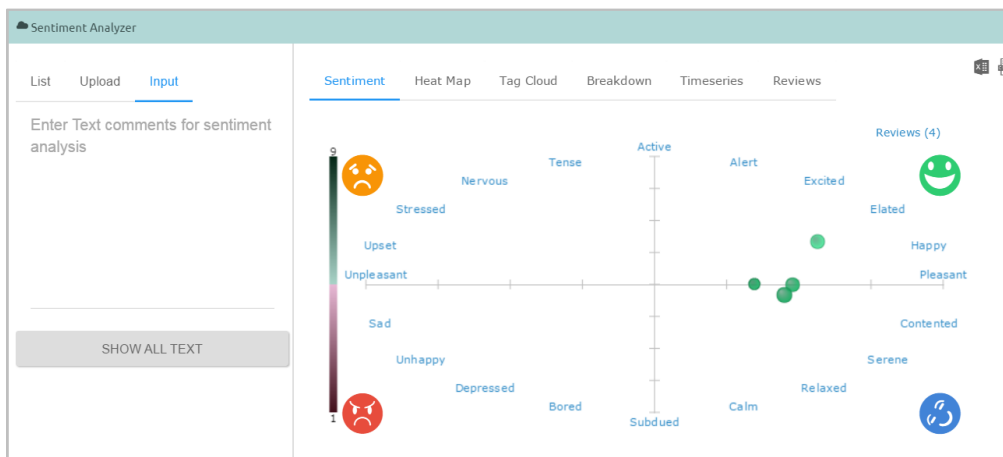 Sentiment Analyzer
List Upload Input
Enter Text comments for sentiment
analysis
SHOW ALL TEXT
Sentiment Heat Map Tag Cloud Breakdown Timeseries Reviews
Reviews (4)
9
Active
Tense Alert
Nervous Excited
Stressed Elated
Upset Happy
Unpleasant Pleasant
Sad Contented
Unhappy Serene
Depressed Relaxed
Bored Calm
1
Subdued